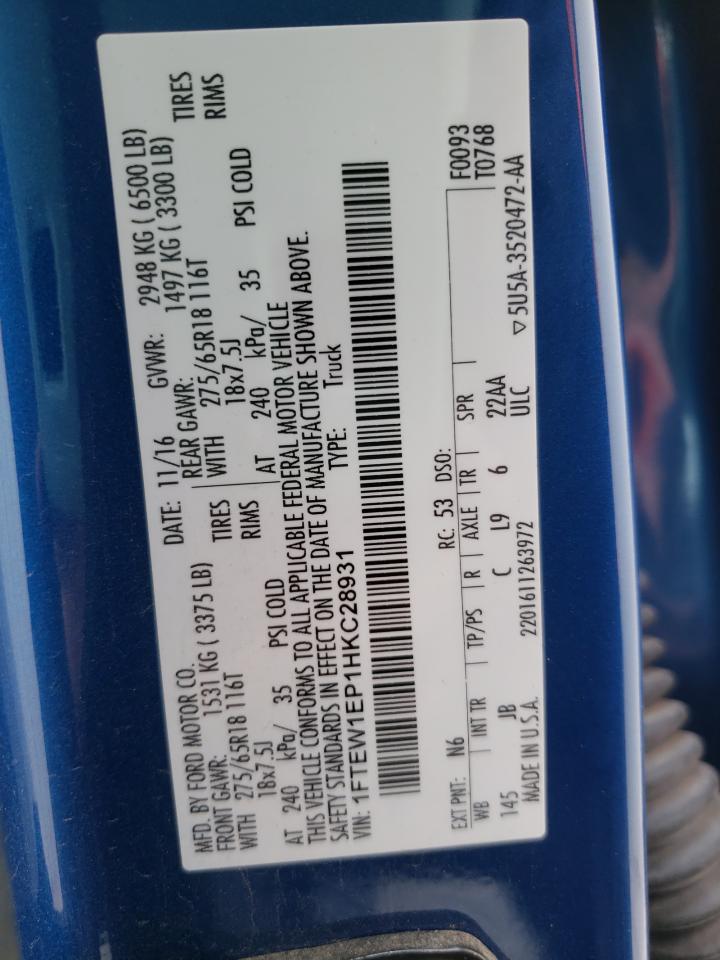 MFD. BY FORD MOTOR CO.
DATE: 11/16 GVWR: 2948 KG ( 6500 LB)
FRONT GAWR: 1531 KG ( 3375 LB)
REAR GAWR: 1497 KG ( 3300 LB)
WITH 275/65R18 116T TIRES
WITH 275/65R18 116T TIRES
18x7.5J RIMS
18x7.5J RIMS
AT 240 kPa/ 35 PSI COLD
AT 240 kPa/ 35 PSI COLD
THIS VEHICLE CONFORMS TO ALL APPLICABLE FEDERAL MOTOR VEHICLE
SAFETY STANDARDS IN EFFECT ON THE DATE OF MANUFACTURE SHOWN ABOVE.
VIN: 1FTEW1EP1HKC28931 TYPE: Truck
EXT PNT: N6 RC: 53 DSO: F0093
WB INT TR TP/PS R AXLE TR SPR T0768
145 JB C L9 6 22AA
ULC
MADE IN U.S.A. 2201611263972 ▽5U5A-3520472-AA